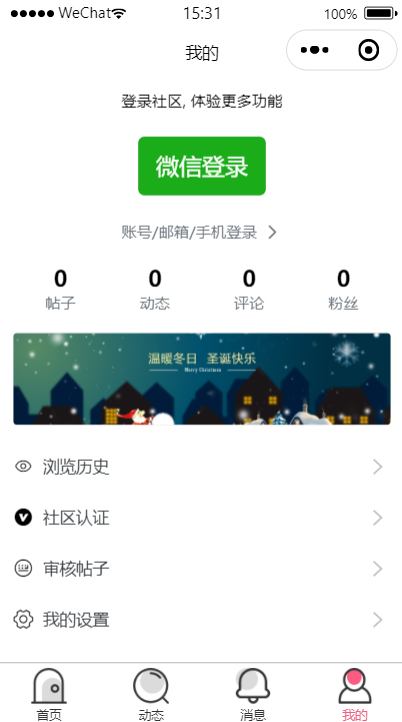 WeChat 15:31 100%
我的
登录社区, 体验更多功能
微信登录
账号/邮箱/手机登录
0 0 0 0
帖子 动态 评论 粉丝
温暖冬日 圣诞快乐
Merry Christmas
浏览历史
社区认证
审核帖子
我的设置
首页 动态 消息 我的